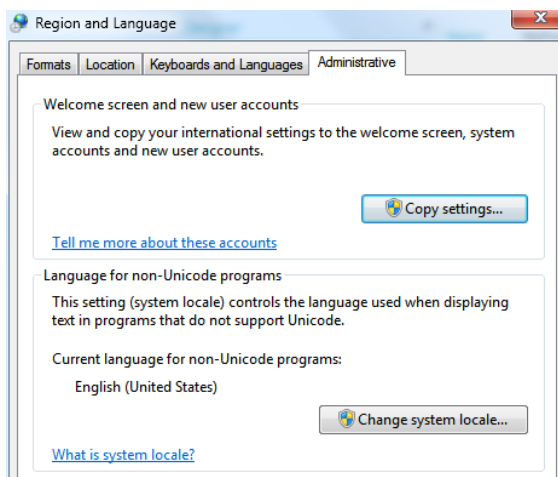 Region and Language
Formats Location Keyboards and Languages Administrative
Welcome screen and new user accounts
View and copy your international settings to the welcome screen, system
accounts and new user accounts.
Copy settings...
Tell me more about these accounts
Language for non-Unicode programs
This setting (system locale) controls the language used when displaying
text in programs that do not support Unicode.
Current language for non-Unicode programs:
English (United States)
Change system locale...
What is system locale?